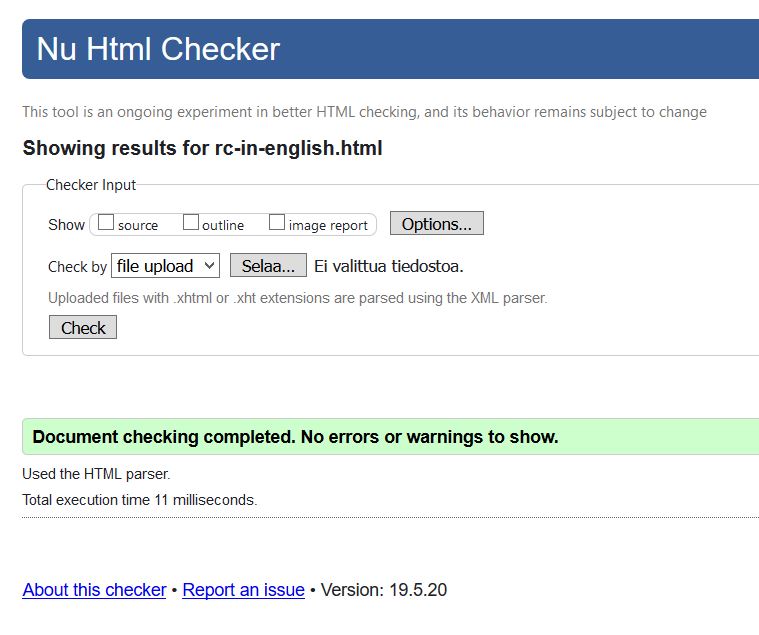 Nu Html Checker
This tool is an ongoing experiment in better HTML checking, and its behavior remains subject to change
Showing results for rc-in-english.html
Checker Input
Show source outline image report Options...
Check by file upload Selaa... Ei valittua tiedostoa.
Uploaded files with .xhtml or .xht extensions are parsed using the XML parser.
Check
Document checking completed. No errors or warnings to show.
Used the HTML parser.
Total execution time 11 milliseconds.
About this checker • Report an issue • Version: 19.5.20